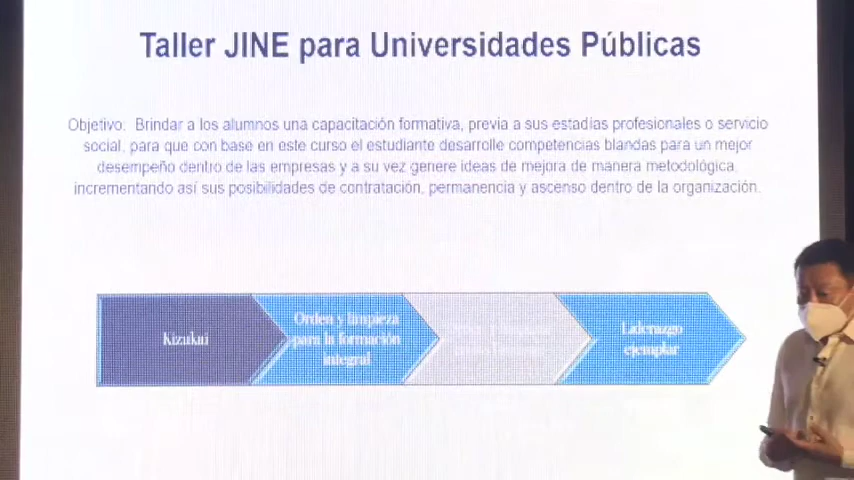 Taller JINE para Universidades Públicas
Objetivo: Brindar a los alumnos una capacitación formativa, previa a sus estadías profesionales o servicio
social, para que con base en este curso el estudiante desarrolle competencias blandas para un mejor
desempeño dentro de las empresas y a su vez genere ideas de mejora de manera metodológica,
incrementando así sus posibilidades de contratación, permanencia y ascenso dentro de la organización.
Kizukai
Orden y limpieza
para la formación
integral
Liderazgo
ejemplar